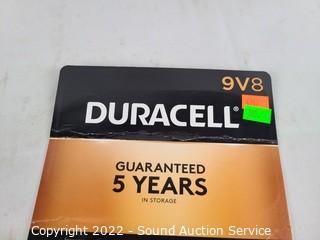 9V8
DURACELL®
GUARANTEED
5 YEARS
IN STORAGE
Copyright 2022 - Sound Auction Service